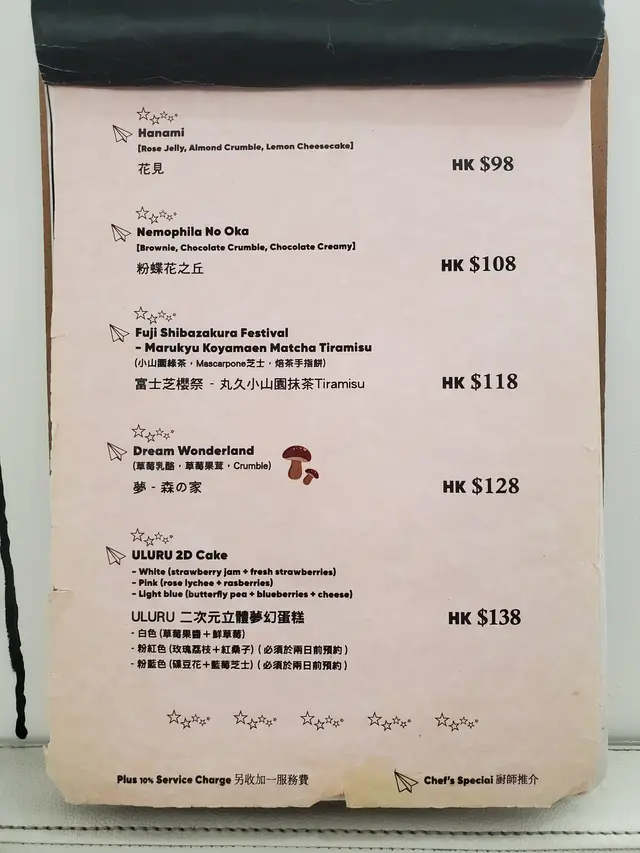 Hanami
[Rose Jelly, Almond Crumble, Lemon Cheesecake]
花見
HK $98
Nemophila No Oka
[Brownie, Chocolate Crumble, Chocolate Creamy]
粉蝶花之丘
HK $108
Fuji Shibazakura Festival
- Marukyu Koyamaen Matcha Tiramisu
(小山園綠茶，Mascarpone芝士，焙茶手指餅)
富士芝櫻祭 - 丸久小山園抹茶Tiramisu
HK $118
Dream Wonderland
(草莓乳酪，草莓果茸，Crumble)
夢 - 森の家
HK $128
ULURU 2D Cake
- White (strawberry jam + fresh strawberries)
- Pink (rose lychee + rasberries)
- Light blue (butterfly pea + blueberries + cheese)
ULURU 二次元立體夢幻蛋糕
HK $138
- 白色 (草莓果醬＋鮮草莓)
- 粉紅色 (玫瑰荔枝＋紅桑子) ( 必須於兩日前預約 )
- 粉藍色 (碟豆花＋藍莓芝士) ( 必須於兩日前預約 )
Plus 10% Service Charge 另收加一服務費
Chef's Special 廚師推介